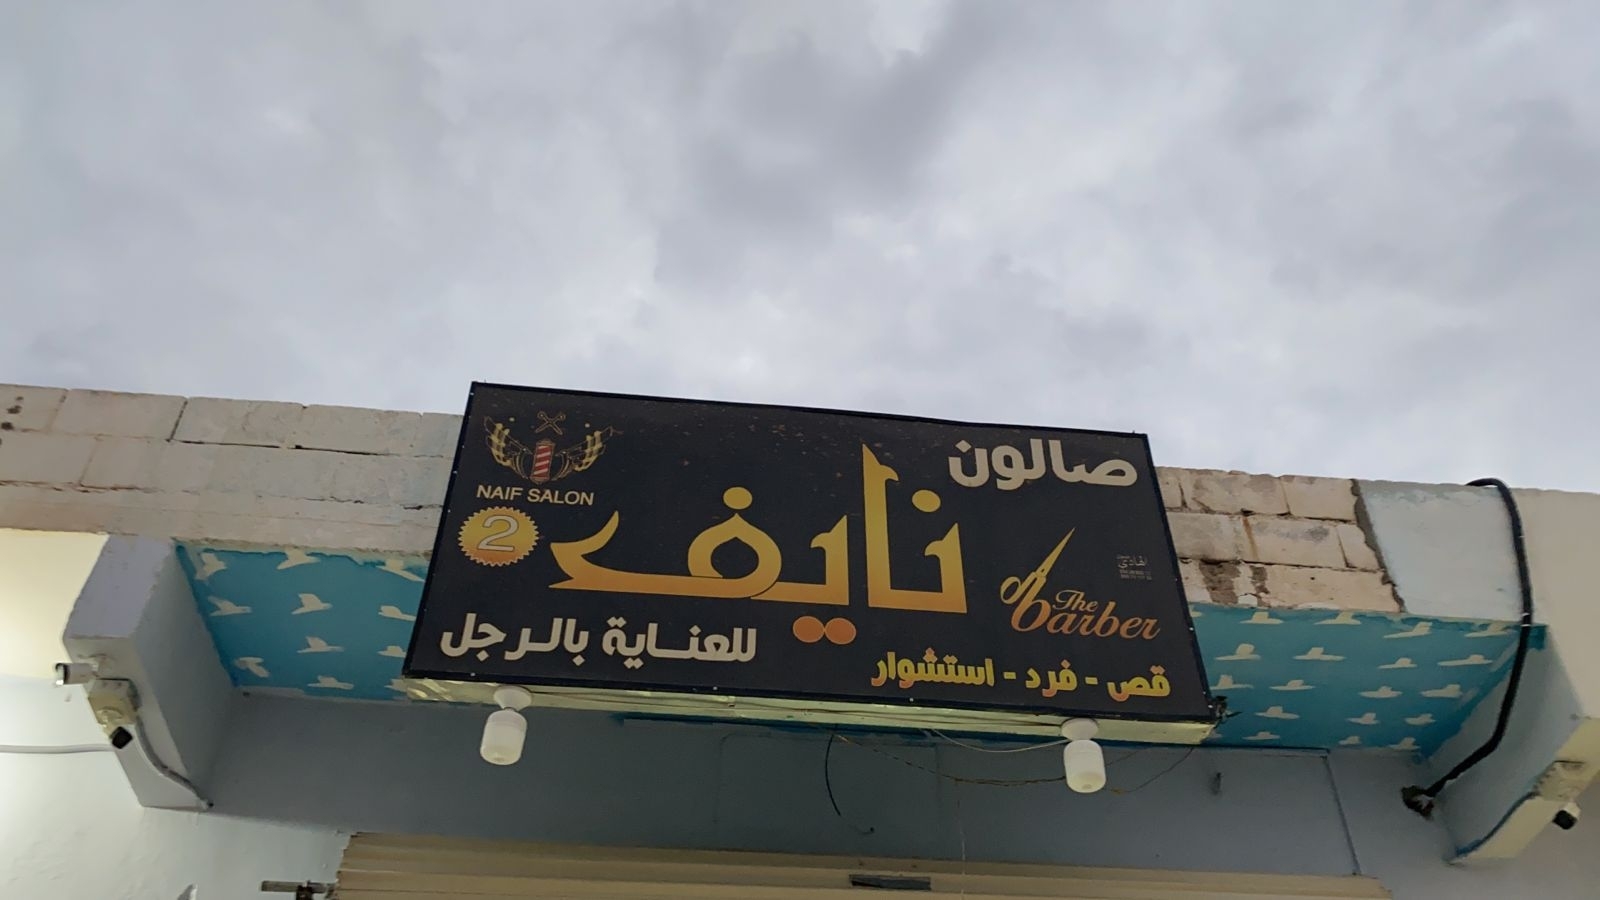 صالون
نايف
NAIF SALON
2
The
barber
للعناية بالرجل
قص - فرد - استشوار